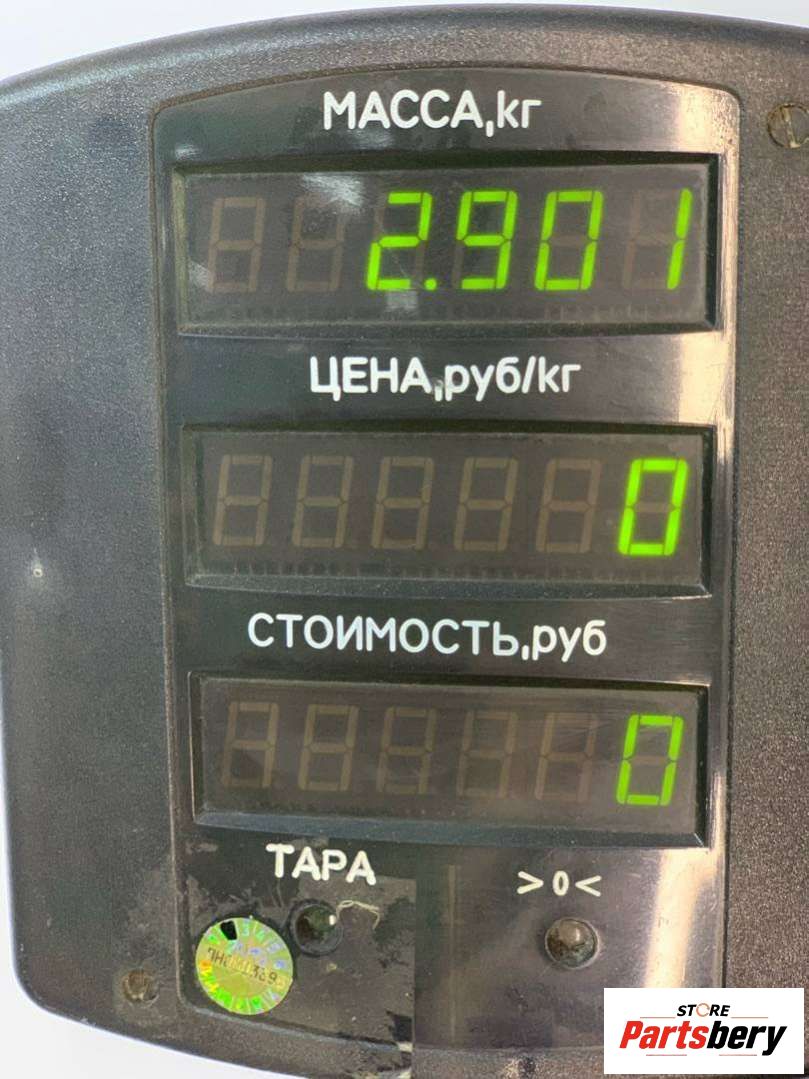 МАССА,кг
2.901
ЦЕНА,руб/кг
0
СТОИМОСТЬ,руб
0
ТАРА
>0<
STORE
Partsbery